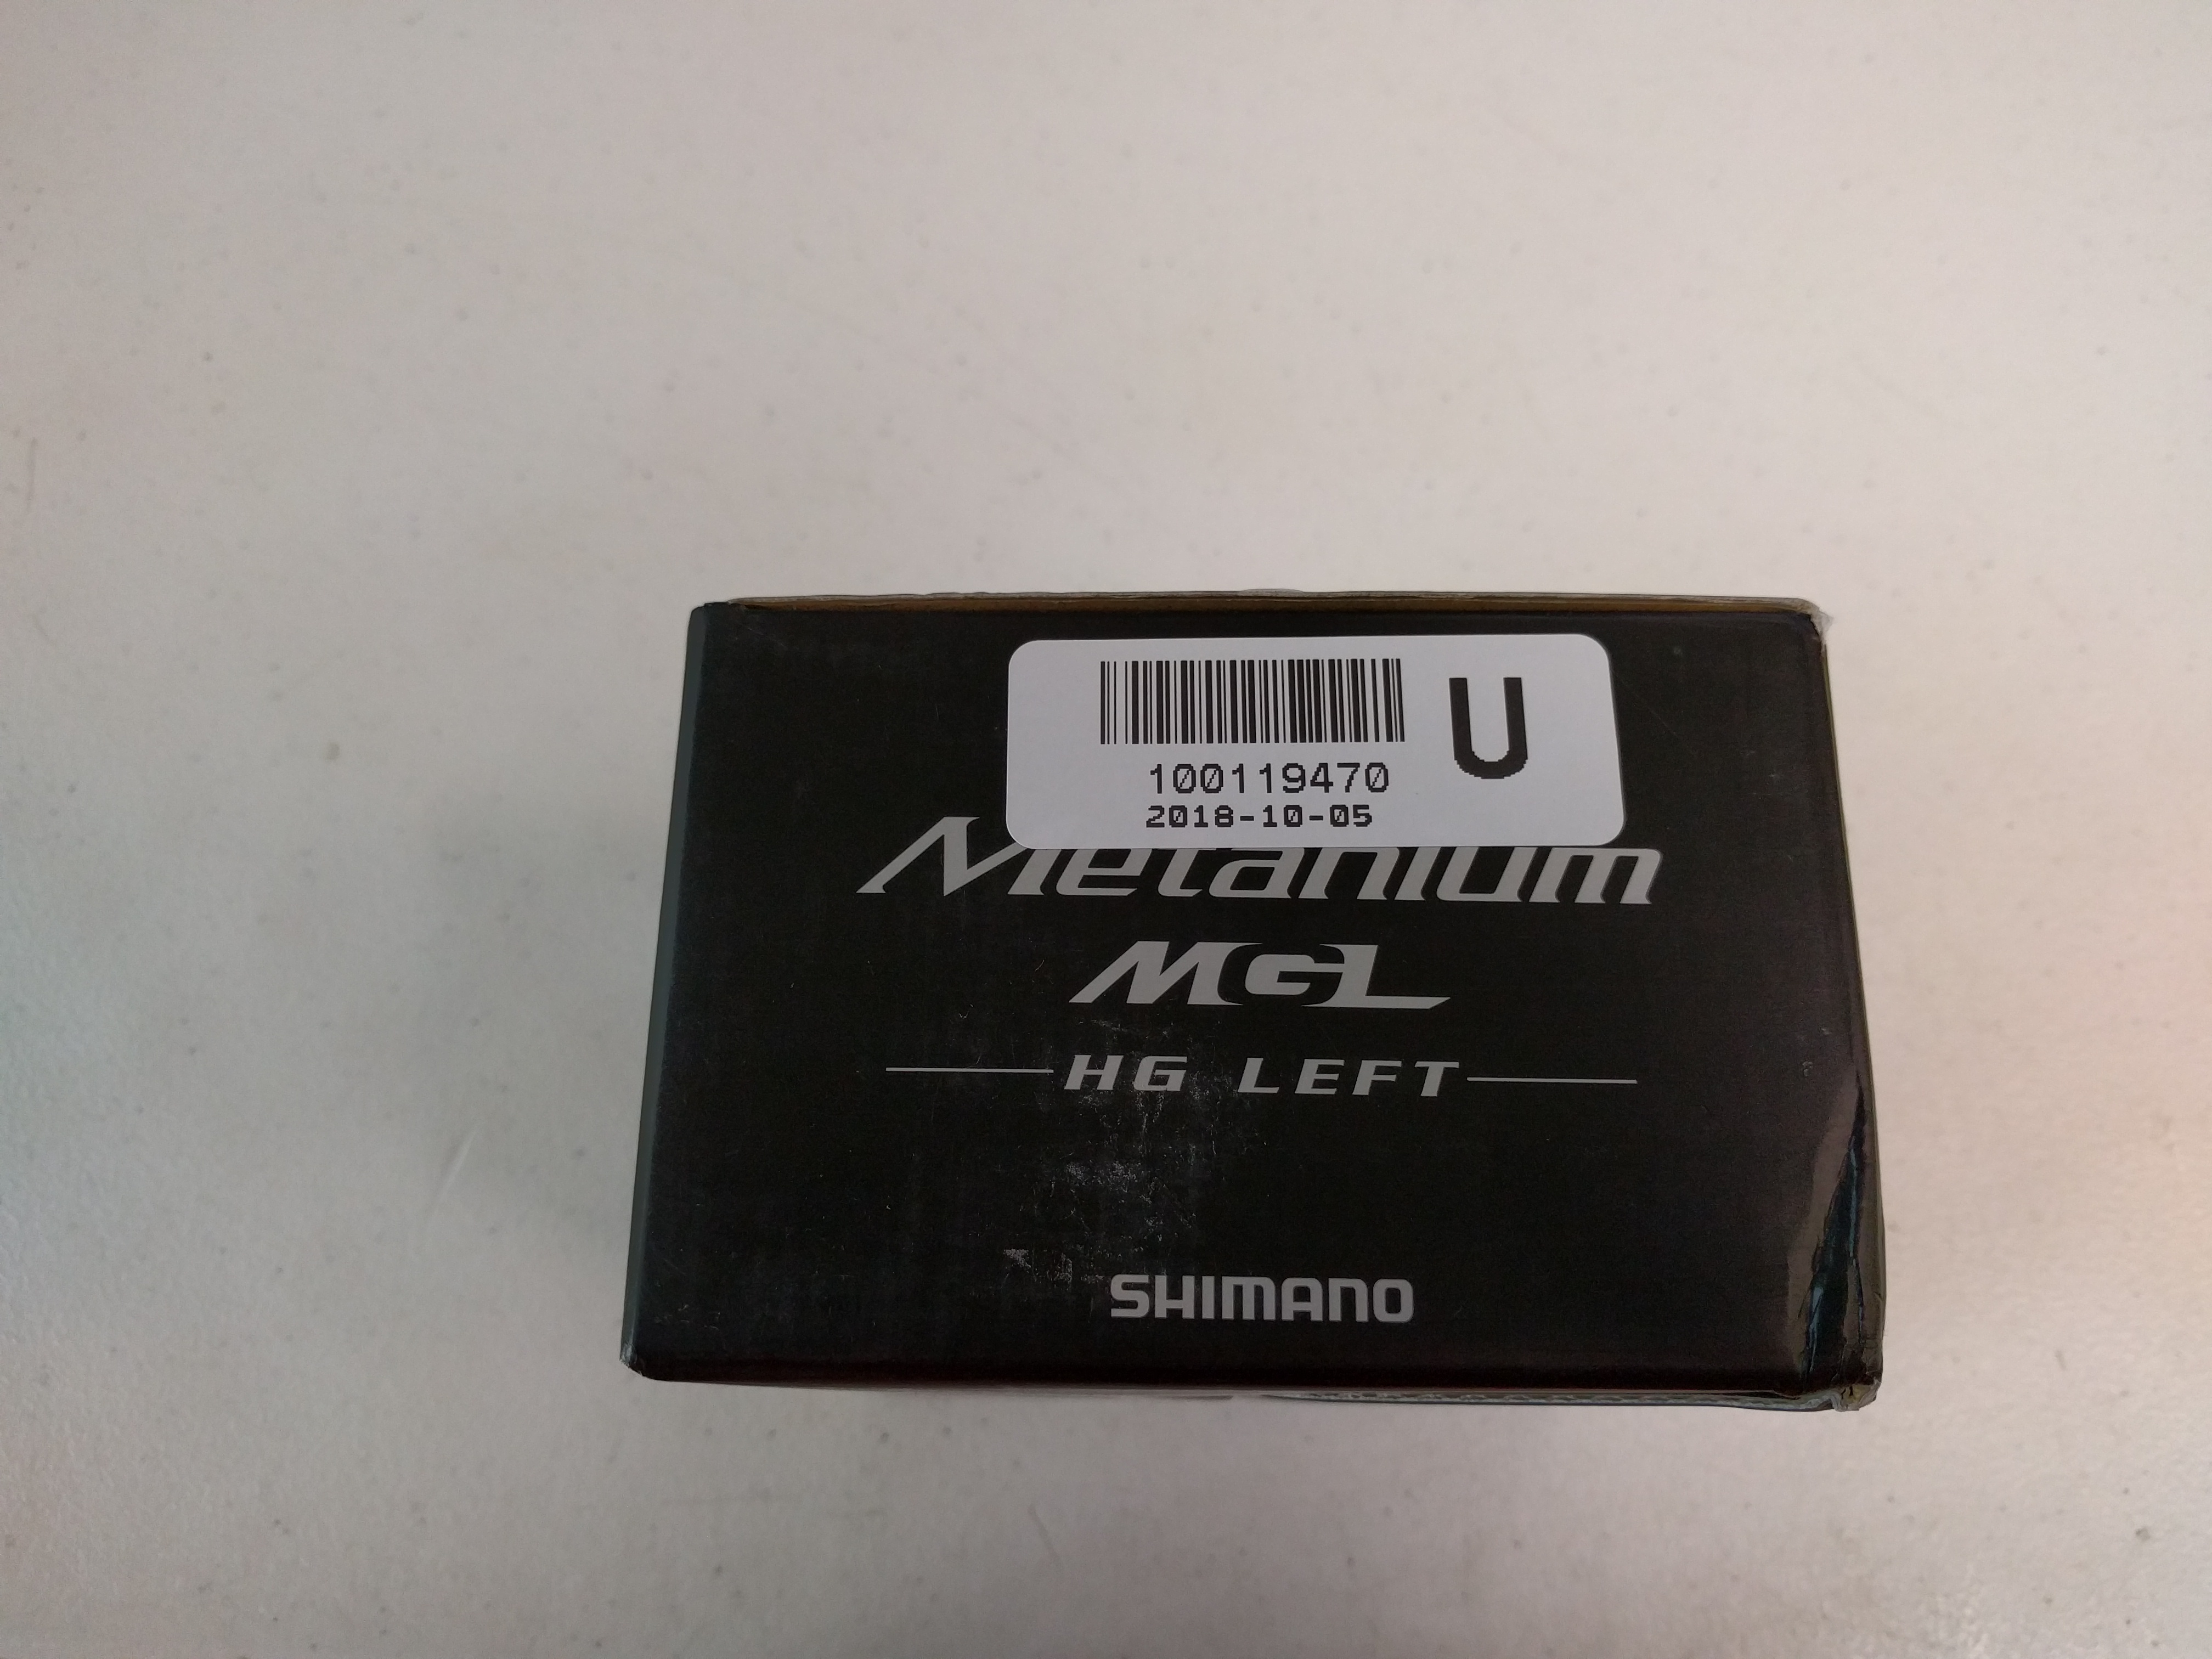 U
100119470
2018-10-05
Metanium
MGL
HG LEFT
SHIMANO